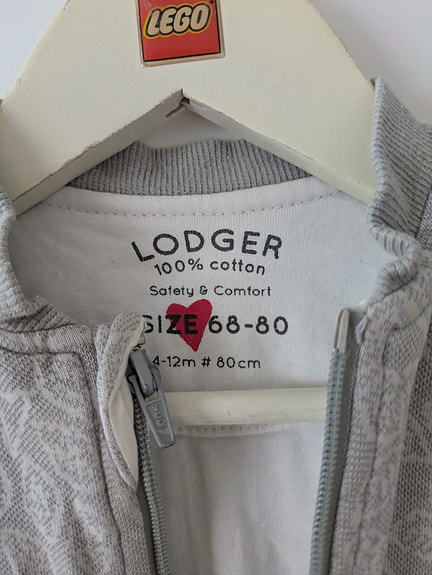 LEGO
LODGER
100% cotton
Safety & Comfort
SIZE 68-80
4-12m # 80cm